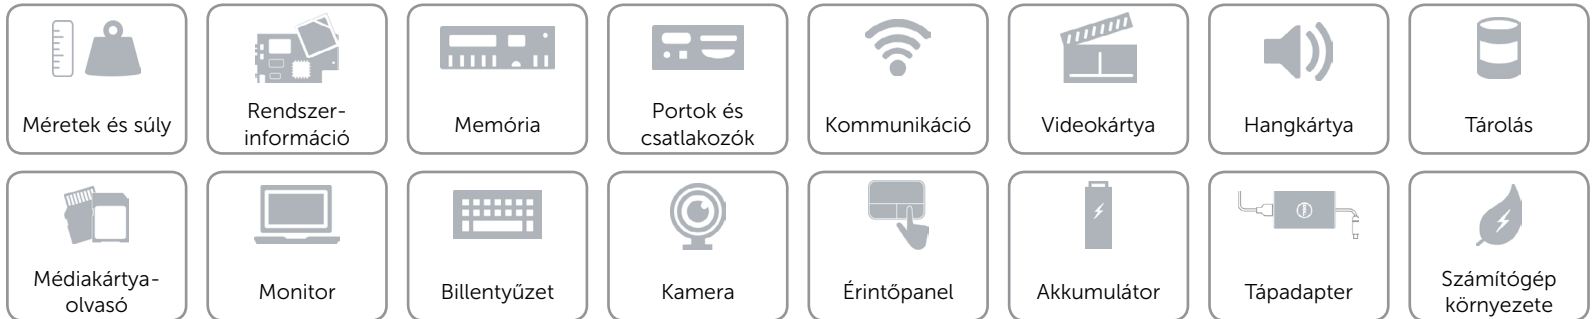 Méretek és súly
Rendszer-
információ
Memória
Portok és
csatlakozók
Kommunikáció
Videokártya
Hangkártya
Tárolás
Médiakártya-
olvasó
Monitor
Billentyűzet
Kamera
Érintőpanel
Akkumulátor
Tápadapter
Számítógép
környezete